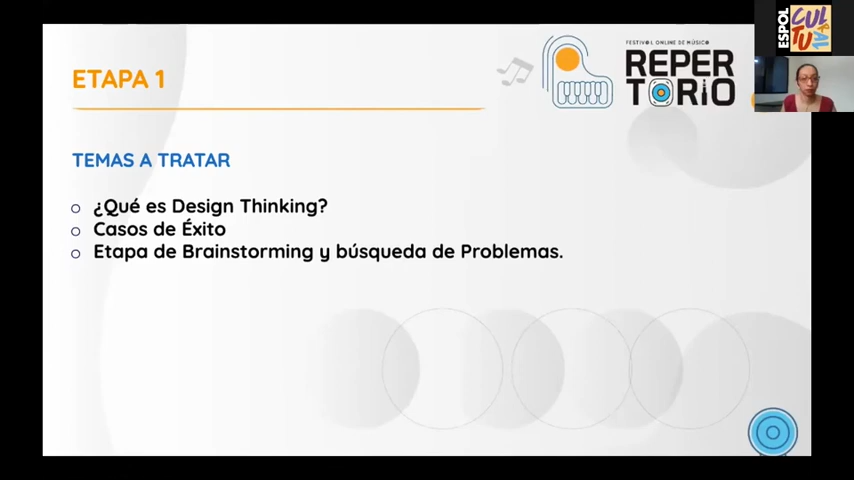 ETAPA 1
FESTIVAL ONLINE DE MÚSICA
REPER
TORIO
ESPOL
CUL
TU
RAL
TEMAS A TRATAR
¿Qué es Design Thinking?
Casos de Éxito
Etapa de Brainstorming y búsqueda de Problemas.